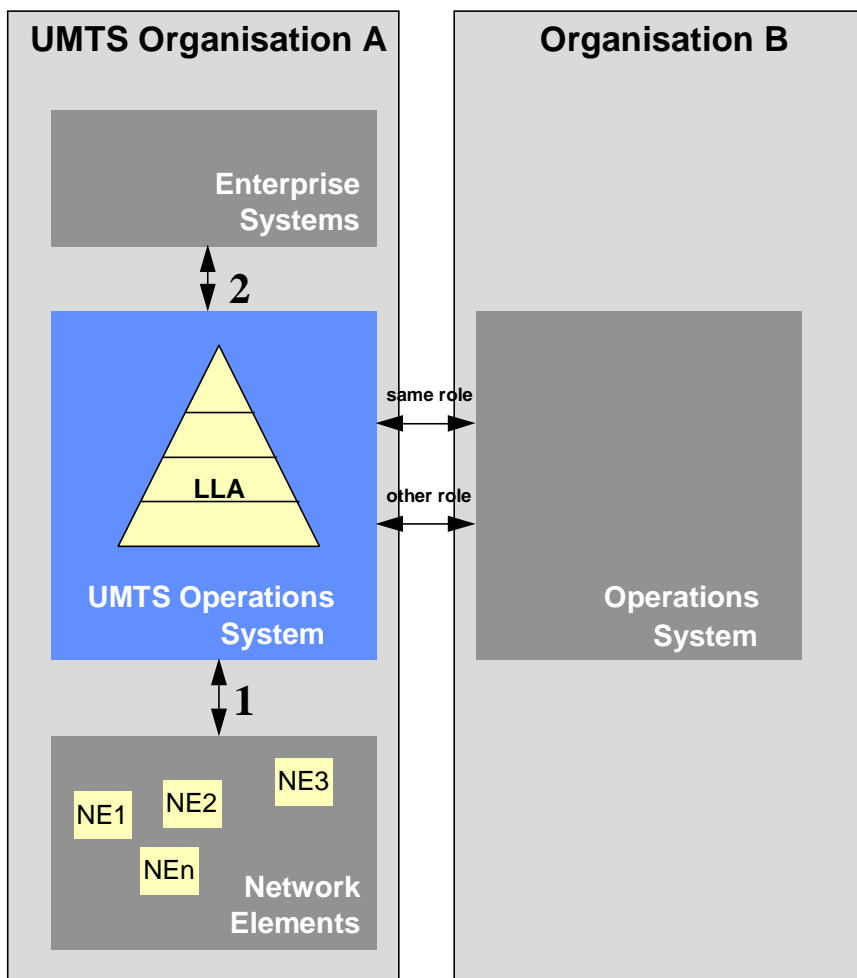 UMTS Organisation A
Organisation B
Enterprise
Systems
2
same role
LLA
other role
UMTS Operations
System
Operations
System
1
NE3
NE2
NE1
NEn
Network
Elements